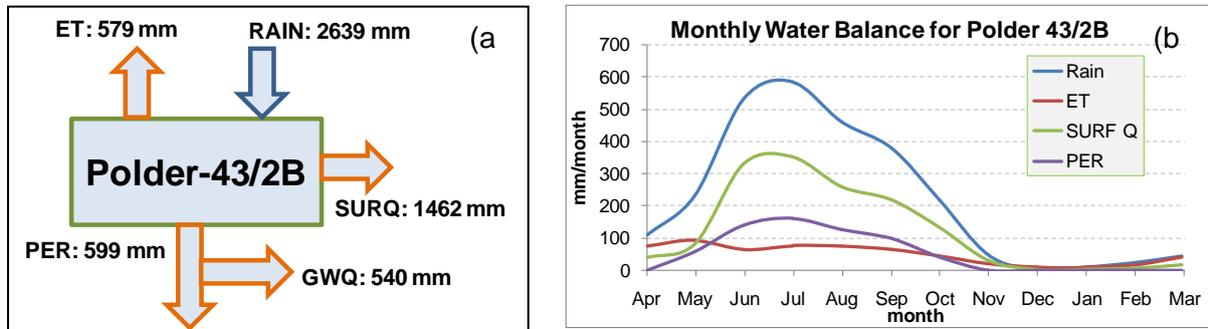 ET: 579 mm
RAIN: 2639 mm
(a
Polder-43/2B
SURQ: 1462 mm
PER: 599 mm
GWQ: 540 mm
Monthly Water Balance for Polder 43/2B
(b
700
600
500
400
300
200
100
0
mm/month
Rain
ET
SURF Q
PER
Apr May Jun Jul Aug Sep Oct Nov Dec Jan Feb Mar
month